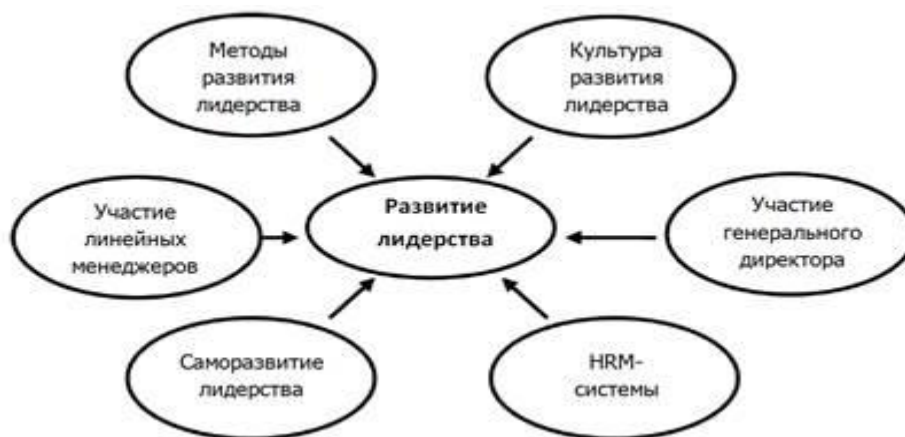 Методы
развития
лидерства
Культура
развития
лидерства
Участие
линейных
менеджеров
Развитие
лидерства
Участие
генерального
директора
Саморазвитие
лидерства
HRM-
системы